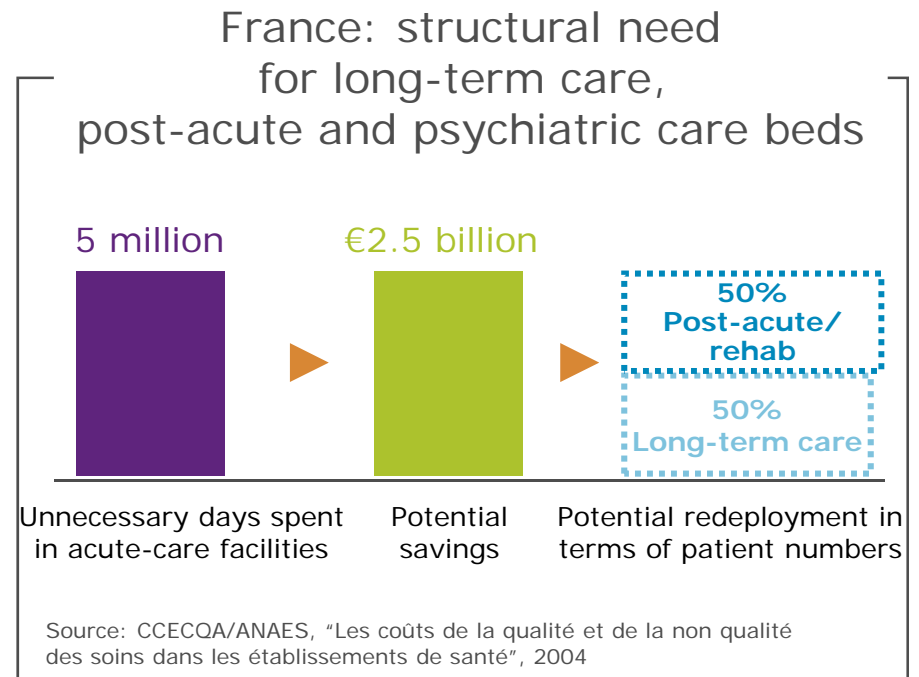 France: structural need
for long-term care,
post-acute and psychiatric care beds
5 million
€2.5 billion
50%
Post-acute/
rehab
50%
Long-term care
Unnecessary days spent
in acute-care facilities
Potential
savings
Potential redeployment in
terms of patient numbers
Source: CCECQA/ANAES, “Les coûts de la qualité et de la non qualité
des soins dans les établissements de santé”, 2004